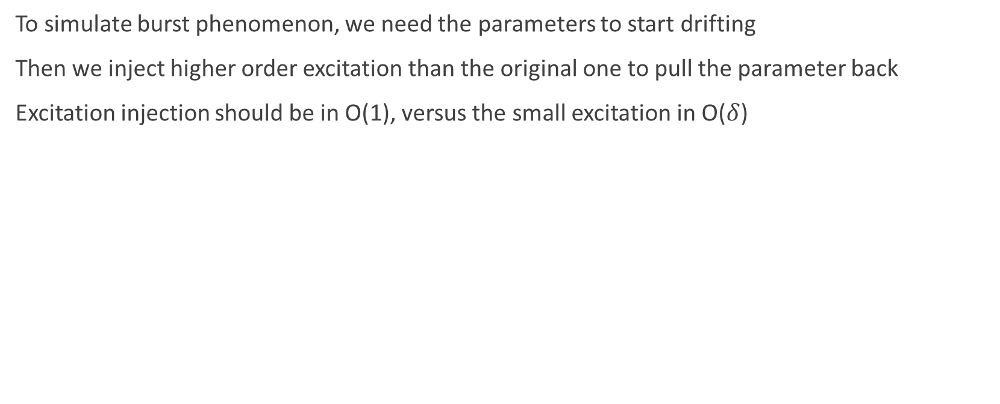 To simulate burst phenomenon, we need the parameters to start drifting
Then we inject higher order excitation than the original one to pull the parameter back
Excitation injection should be in O(1), versus the small excitation in O(𝛿)